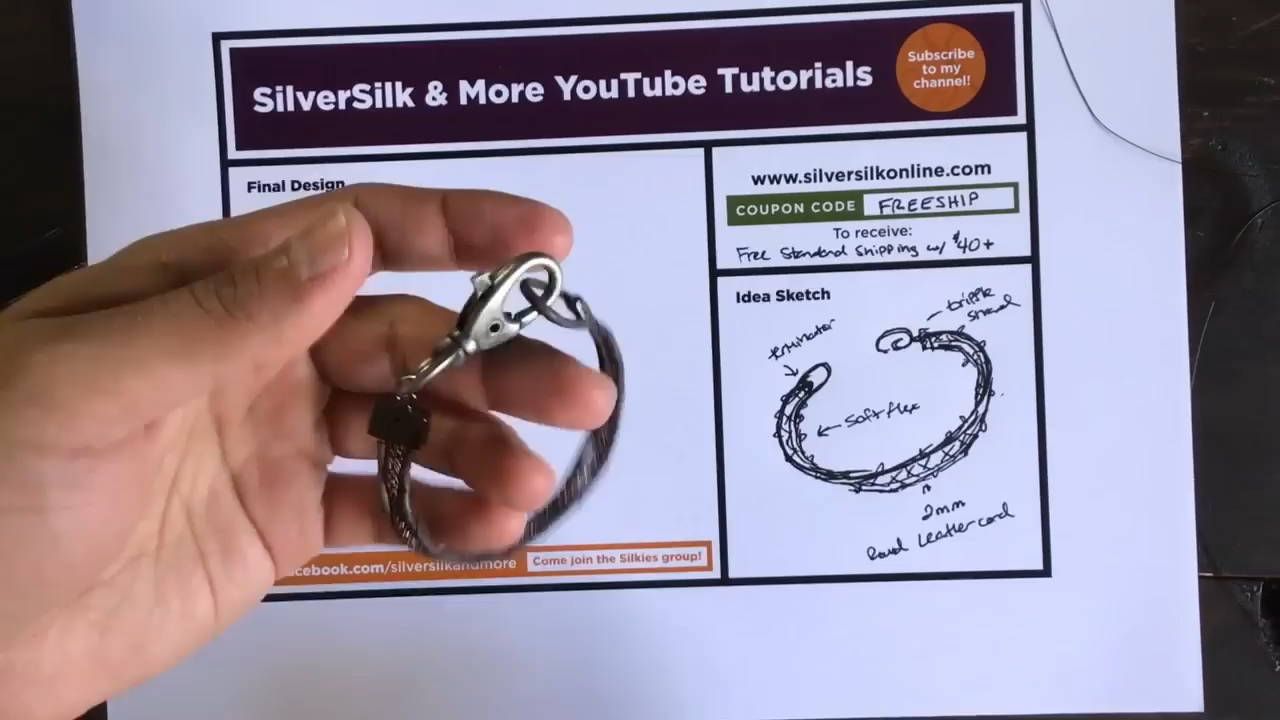 SilverSilk & More YouTube Tutorials
Subscribe
to my
channel!
Final Design
www.silversilkonline.com
COUPON CODE FREESHIP
To receive:
Free Standard Shipping w/ $40+
Idea Sketch
tripple
strand
terminator
soft flex
2mm
Round Leather cord
cebook.com/silversilkandmore
Come join the Silkies group!